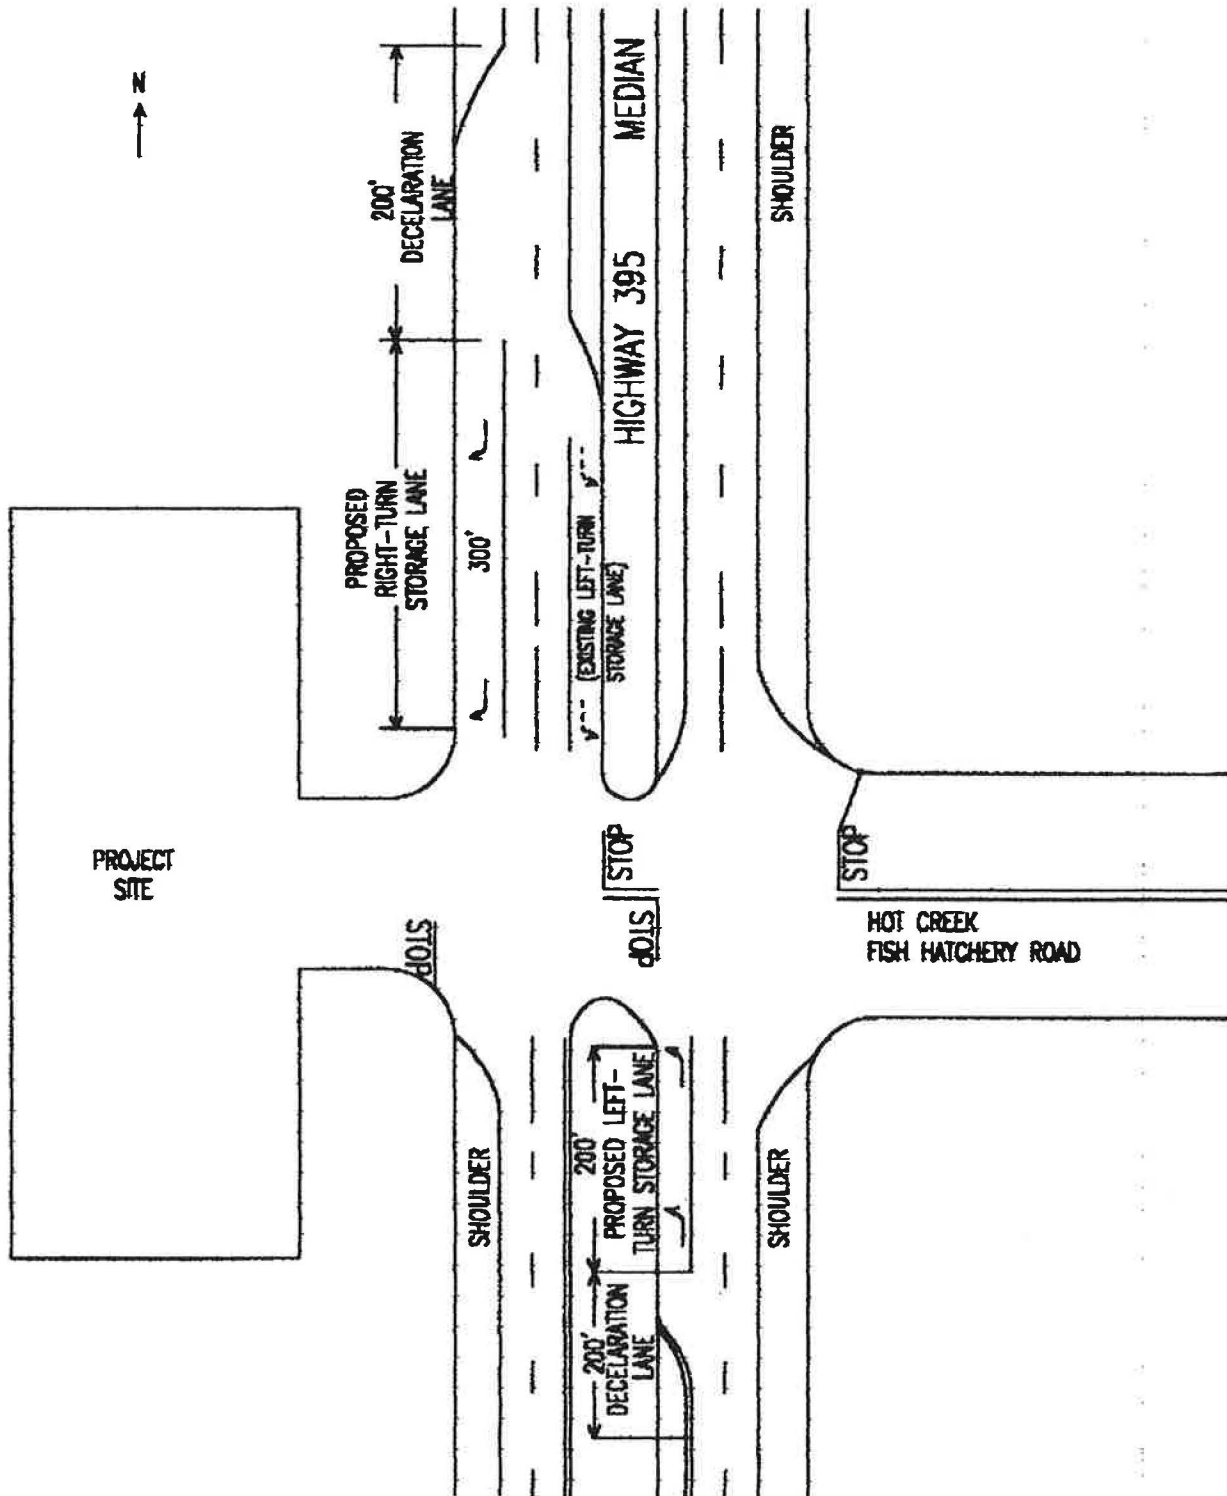 N
200'
DECELARATION
LANE
PROPOSED
RIGHT-TURN
STORAGE LANE
300'
(EXISTING LEFT-TURN
STORAGE LANE)
HIGHWAY 395 MEDIAN
SHOULDER
PROJECT
SITE
STOP
STOP
STOP
STOP
HOT CREEK
FISH HATCHERY ROAD
SHOULDER
200'
PROPOSED LEFT-
TURN STORAGE LANE
SHOULDER
200'
DECELARATION
LANE